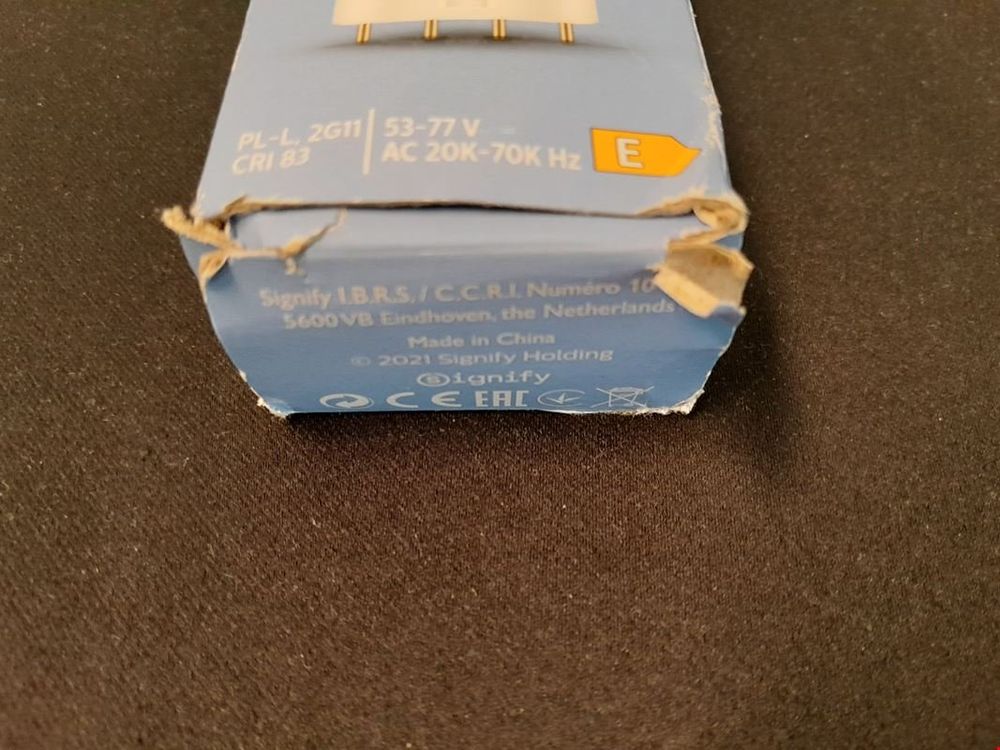 PL-L, 2G11
CRI 83
53-77 V
AC 20K-70K Hz
E
Signify I.B.R.S. / C.C.R.I. Numéro 10
5600 VB Eindhoven, the Netherlands
Made in China
© 2021 Signify Holding
Signify
CE EAC